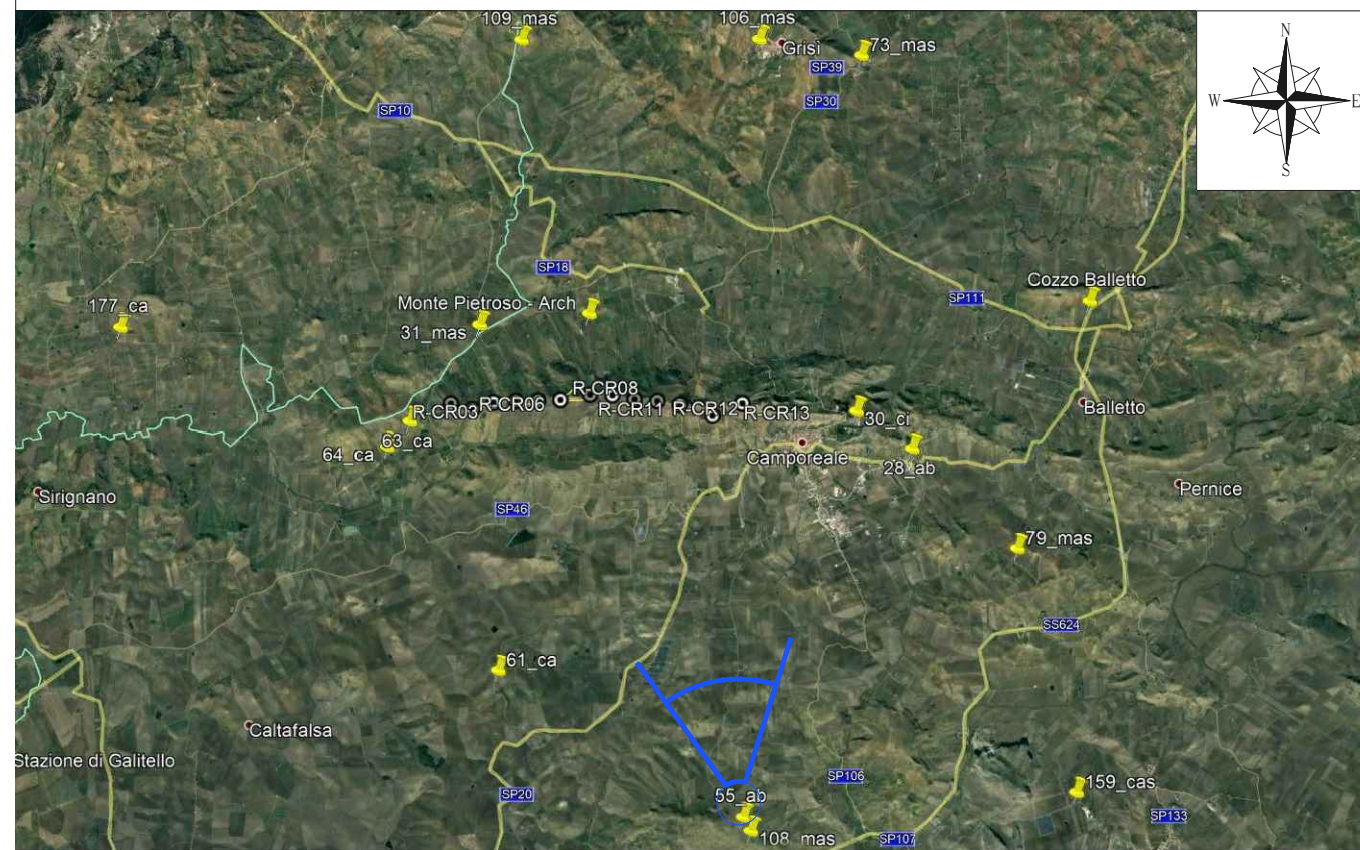 109_mas
106_mas
Grisì
73_mas
SP39
SP30
SP10
N
W
E
S
SP18
Cozzo Balletto
SP111
177_ca
Monte Pietroso - Arch
31_mas
R-CR08
R-CR03
R-CR06
R-CR11
R-CR12
R-CR13
30_ci
Balletto
63_ca
64_ca
Camporeale
28_ab
Sirignano
Pernice
SP46
79_mas
SS624
61_ca
Caltafalsa
Stazione di Galitello
SP106
159_cas
SP20
55_ab
SP133
108_mas
SP107